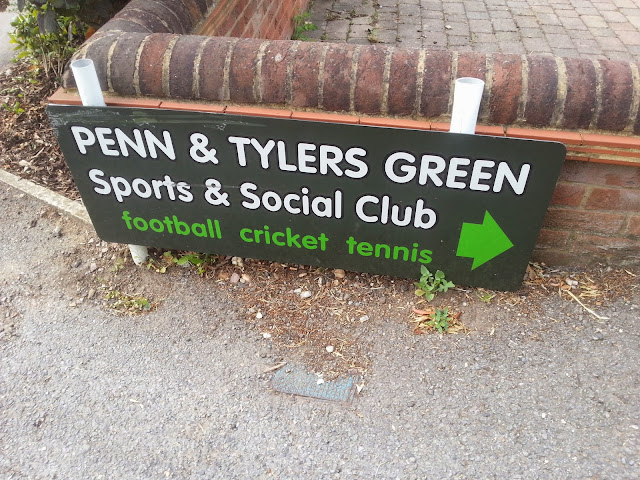 PENN & TYLERS GREEN
Sports & Social Club
football cricket tennis